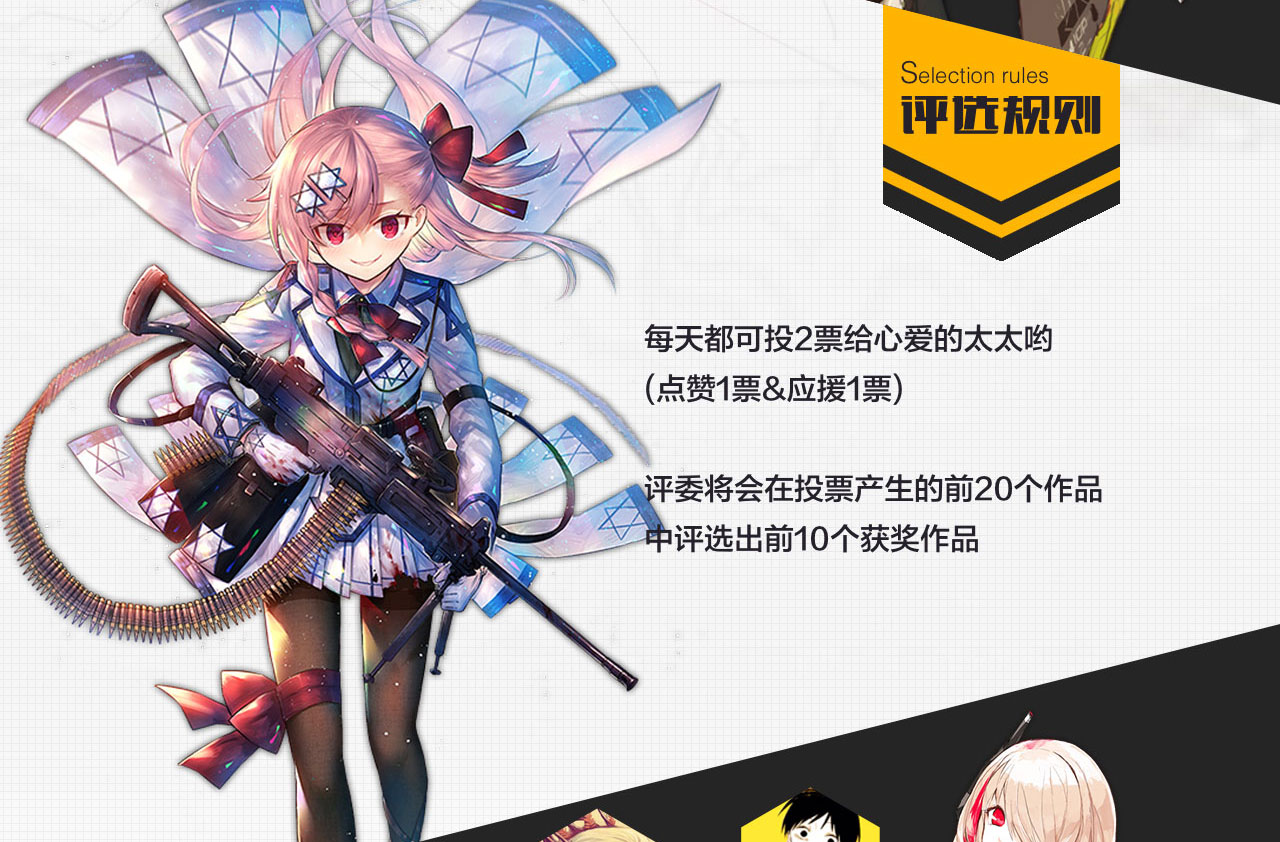 Selection rules
评选规则
每天都可投2票给心爱的太太哟
(点赞1票&应援1票)
评委将会在投票产生的前20个作品
中评选出前10个获奖作品